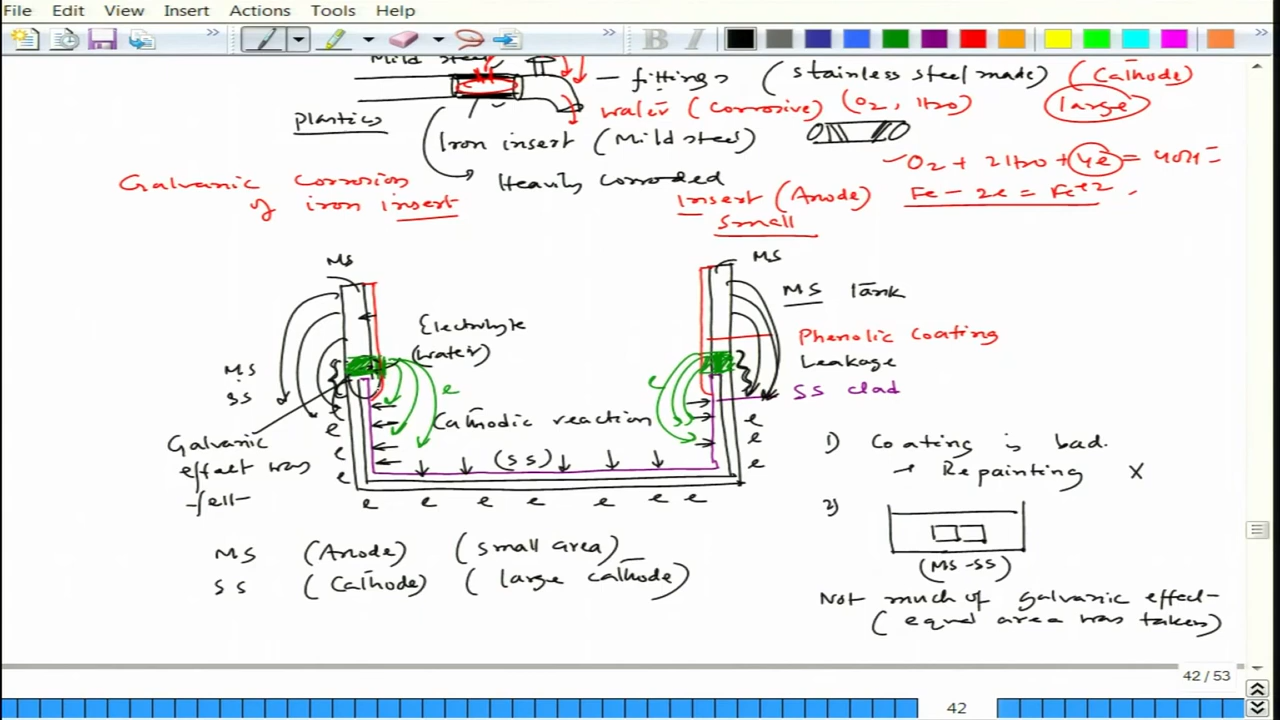 File Edit View Insert Actions Tools Help
B I
Mild steel
fittings (stainless steel made) (Cathode)
water (corrosive) (O2, H2O) large
plastics
Iron insert (Mild steel)
O2 + 2H2O + 4e = 4OH-
Heavily corroded
Fe - 2e = Fe+2
Galvanic corrosion
of iron insert
Insert (Anode)
small
MS
MS
MS tank
Electrolyte
(water)
Phenolic coating
Leakage
SS clad
MS
SS
e
e
Cathodic reaction
Galvanic
effect was
felt
(SS)
e e e
e e e
e e e e e e e
1) Coating is bad.
→ Repainting X
2)
(MS-SS)
MS (Anode) (small area)
SS (Cathode) (large cathode)
Not much of galvanic effect
(equal area was taken)
42 / 53
42